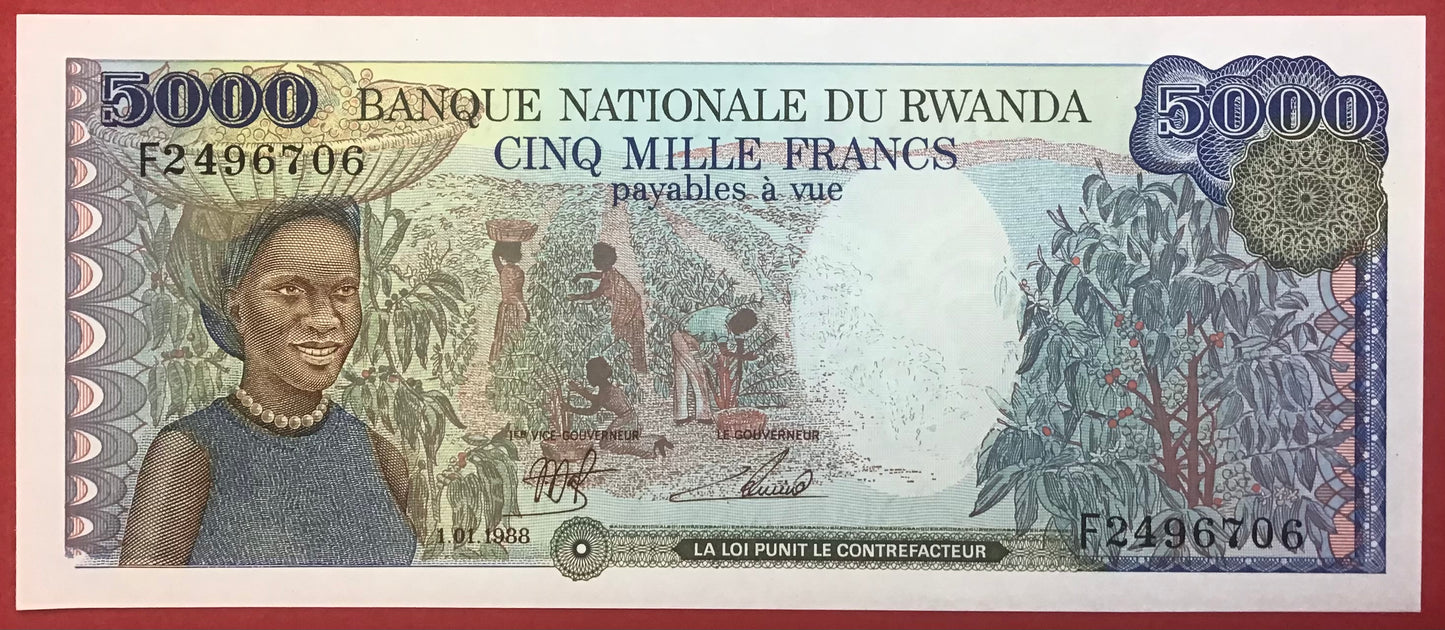 5000
BANQUE NATIONALE DU RWANDA
5000
F2496706
CINQ MILLE FRANCS
payables à vue
1ER VICE-GOUVERNEUR
LE GOUVERNEUR
1.01.1988
F2496706
LA LOI PUNIT LE CONTREFACTEUR